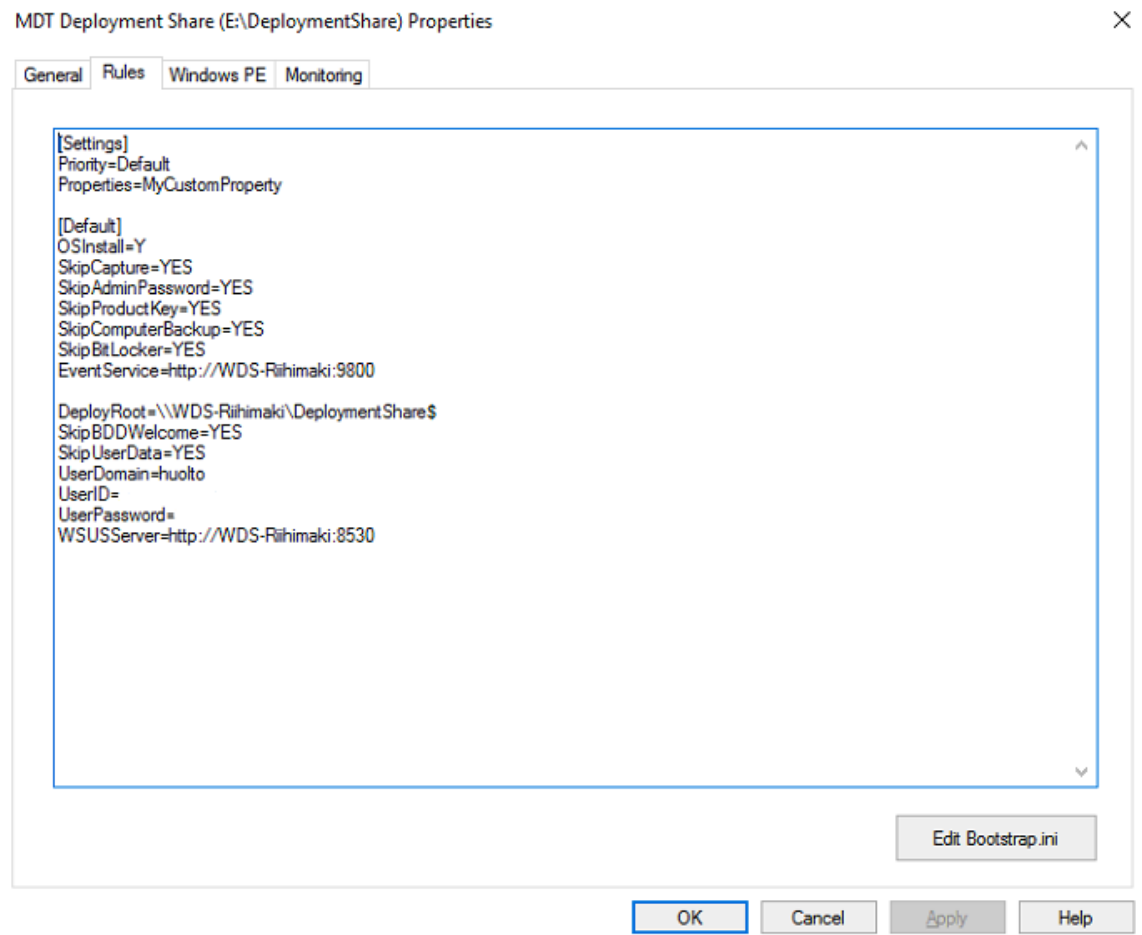 MDT Deployment Share (E:\DeploymentShare) Properties
General Rules Windows PE Monitoring
[Settings]
Priority=Default
Properties=MyCustomProperty
[Default]
OSInstall=Y
SkipCapture=YES
SkipAdminPassword=YES
SkipProductKey=YES
SkipComputerBackup=YES
SkipBitLocker=YES
EventService=http://WDS-Riihimaki:9800
DeployRoot=\\WDS-Riihimaki\DeploymentShare$
SkipBDDWelcome=YES
SkipUserData=YES
UserDomain=huolto
UserID=
UserPassword=
WSUSServer=http://WDS-Riihimaki:8530
Edit Bootstrap.ini
OK Cancel Apply Help